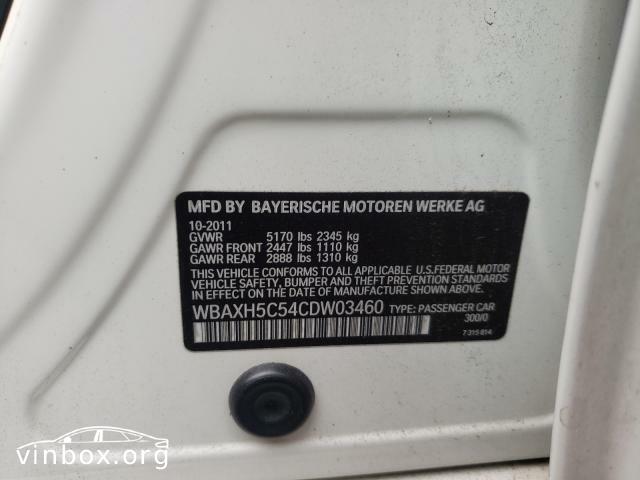 MFD BY BAYERISCHE MOTOREN WERKE AG
10-2011
GVWR 5170 lbs 2345 kg
GAWR FRONT 2447 lbs 1110 kg
GAWR REAR 2888 lbs 1310 kg
THIS VEHICLE CONFORMS TO ALL APPLICABLE U.S.FEDERAL MOTOR
VEHICLE SAFETY, BUMPER AND THEFT PREVENTION STANDARDS
IN EFFECT ON THE DATE OF MANUFACTURE SHOWN ABOVE.
WBAXH5C54CDW03460 TYPE: PASSENGER CAR
300/0
7 315 814
vinbox.org